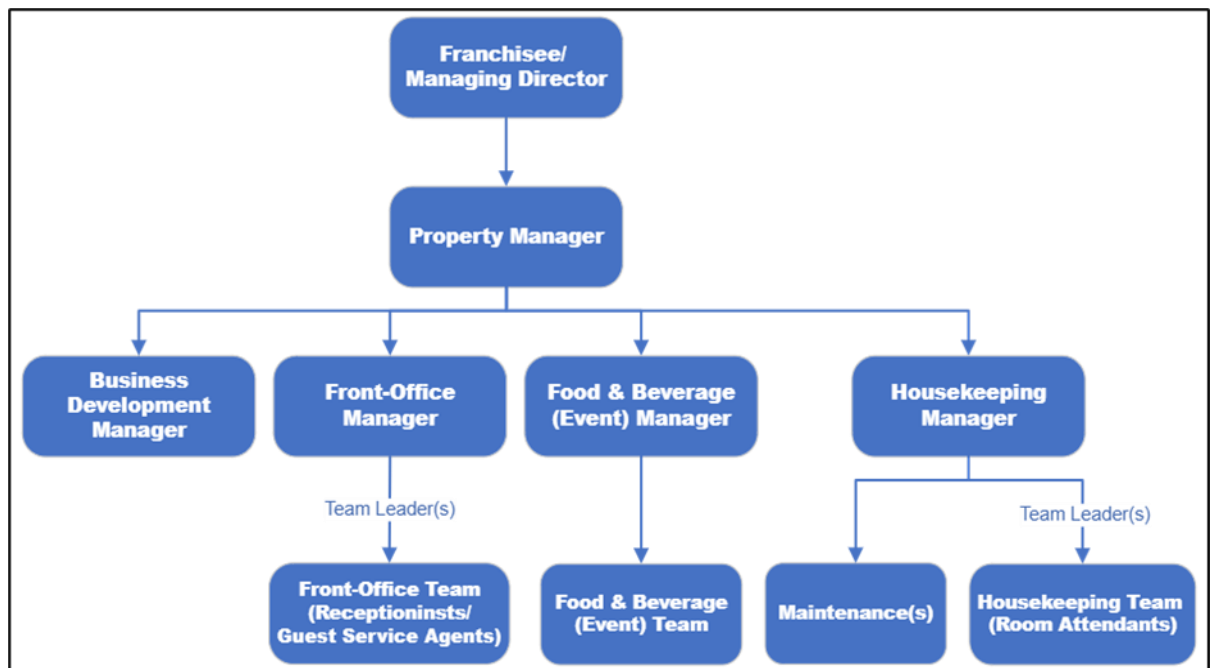 Franchisee/
Managing Director
Property Manager
Business
Development
Manager
Front-Office
Manager
Food & Beverage
(Event) Manager
Housekeeping
Manager
Team Leader(s)
Team Leader(s)
Front-Office Team
(Receptioninsts/
Guest Service Agents)
Food & Beverage
(Event) Team
Maintenance(s)
Housekeeping Team
(Room Attendants)